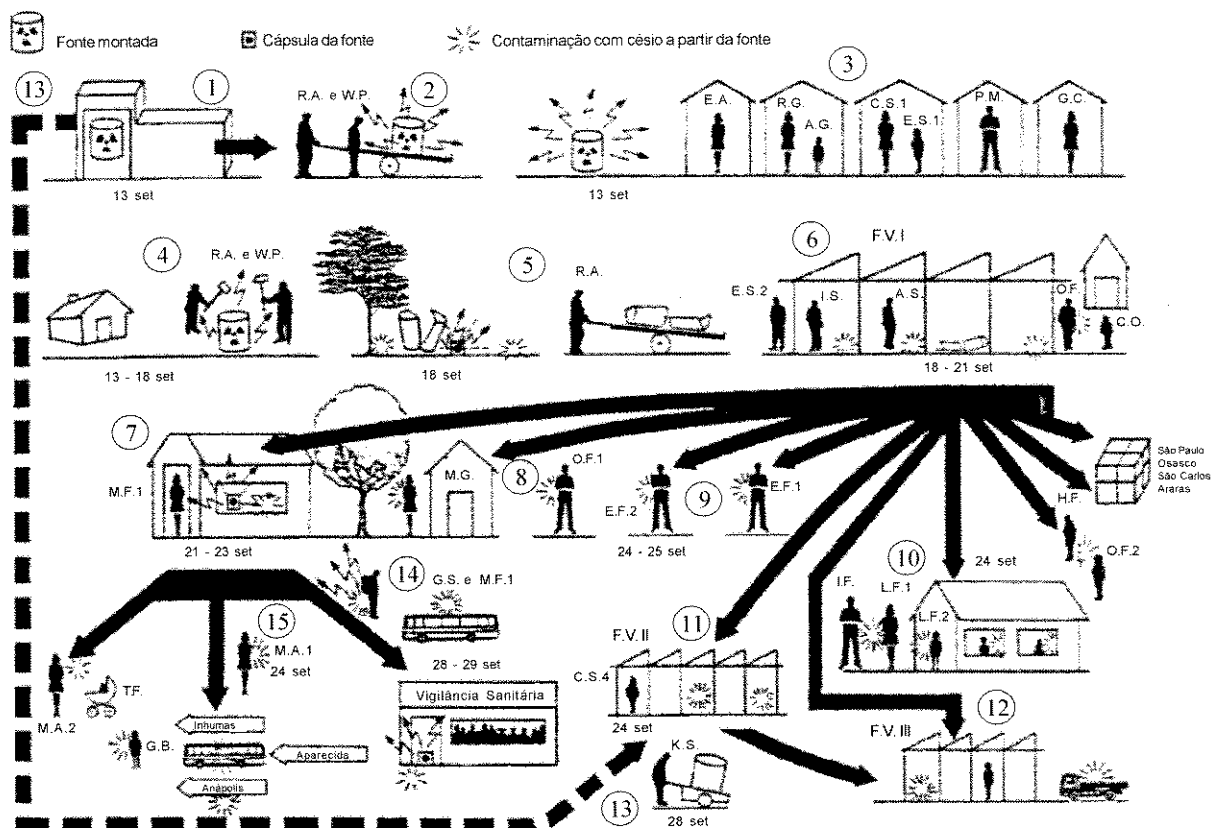 Fonte montada
Cápsula da fonte
Contaminação com césio a partir da fonte
13
1
13 set
R.A. e W.P.
2
13 set
3
E.A.
R.G.
A.G.
C.S.1
E.S.1
P.M.
G.C.
4
R.A. e W.P.
13 - 18 set
18 set
5
R.A.
6
F.V.I
E.S.2
I.S.
A.S.
O.F.
C.O.
18 - 21 set
7
M.F.1
M.G.
21 - 23 set
8
O.F.1
E.F.2
9
E.F.1
24 - 25 set
São Paulo
Osasco
São Carlos
Araras
H.F.
O.F.2
10
24 set
I.F.
L.F.1
L.F.2
14
G.S. e M.F.1
28 - 29 set
15
M.A.1
24 set
M.A.2
T.F.
G.B.
Inhumas
Aparecida
Anápolis
Vigilância Sanitária
11
F.V.II
C.S.4
24 set
12
F.V.III
K.S.
13
28 set